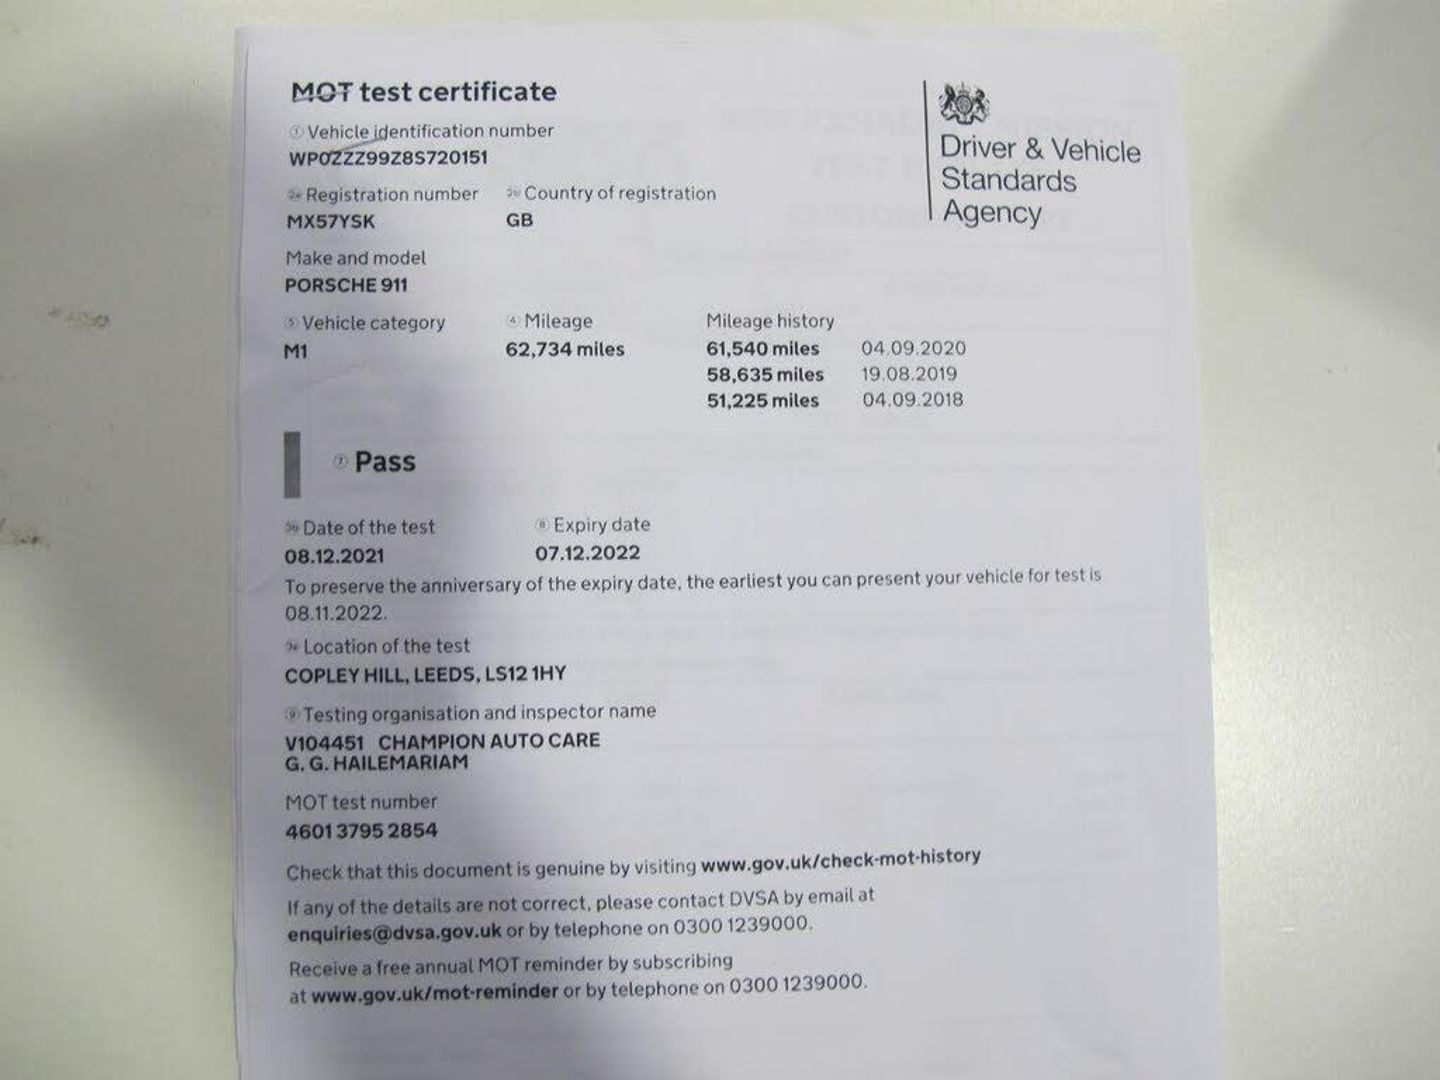 MOT test certificate
① Vehicle identification number
WP0ZZZ99Z8S720151
Registration number Country of registration
MX57YSK GB
Make and model
PORSCHE 911
⑤ Vehicle category ④ Mileage Mileage history
M1 62,734 miles 61,540 miles 04.09.2020
58,635 miles 19.08.2019
51,225 miles 04.09.2018
⑦ Pass
Date of the test ⑧ Expiry date
08.12.2021 07.12.2022
To preserve the anniversary of the expiry date, the earliest you can present your vehicle for test is
08.11.2022.
Location of the test
COPLEY HILL, LEEDS, LS12 1HY
⑨ Testing organisation and inspector name
V104451 CHAMPION AUTO CARE
G. G. HAILEMARIAM
MOT test number
4601 3795 2854
Check that this document is genuine by visiting www.gov.uk/check-mot-history
If any of the details are not correct, please contact DVSA by email at
enquiries@dvsa.gov.uk or by telephone on 0300 1239000.
Receive a free annual MOT reminder by subscribing
at www.gov.uk/mot-reminder or by telephone on 0300 1239000.
Driver & Vehicle
Standards
Agency